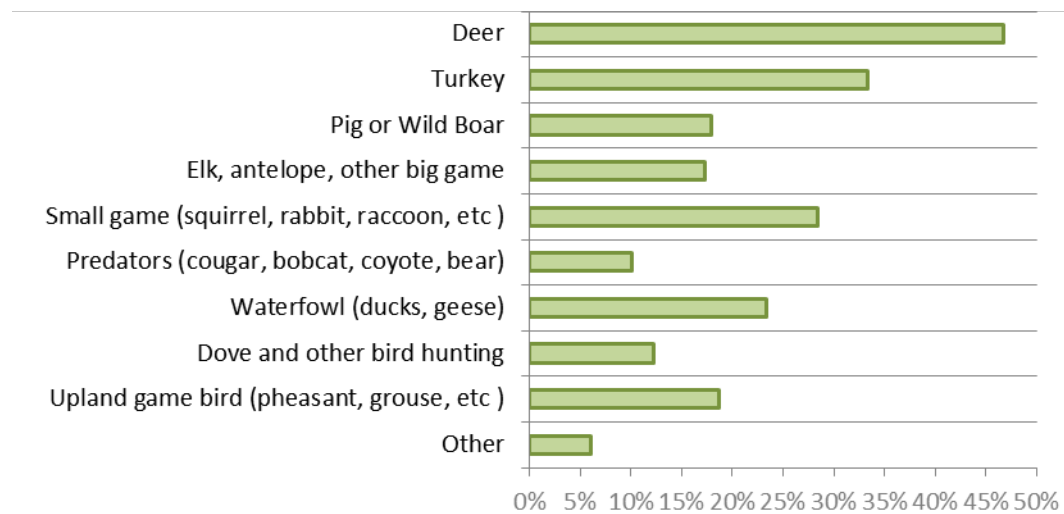 Deer
Turkey
Pig or Wild Boar
Elk, antelope, other big game
Small game (squirrel, rabbit, raccoon, etc )
Predators (cougar, bobcat, coyote, bear)
Waterfowl (ducks, geese)
Dove and other bird hunting
Upland game bird (pheasant, grouse, etc )
Other
0% 5% 10% 15% 20% 25% 30% 35% 40% 45% 50%